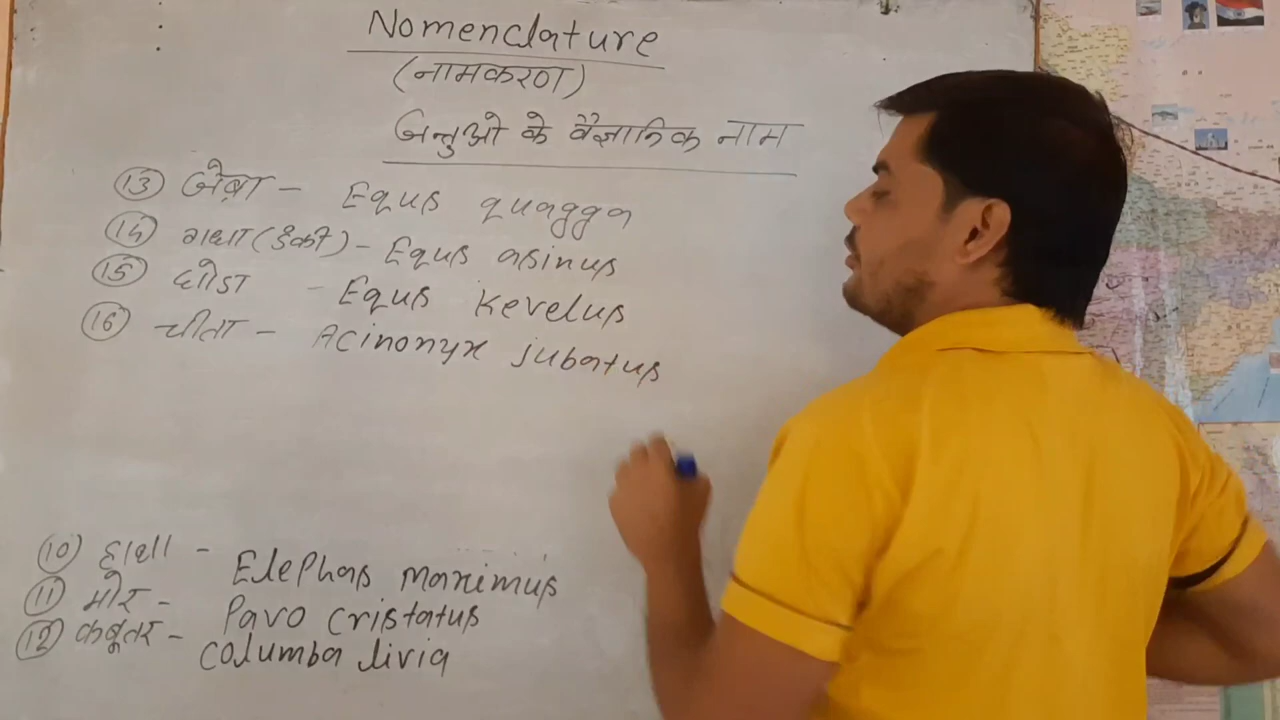 Nomenclature
(नामकरण)
जन्तुओ के वैज्ञानिक नाम
(13) जेब्रा - Equus quagga
(14) गधा (डंकी) - Equus asinus
(15) घोडा - Equus Kevelus
(16) चीता - Acinonyx jubatus
(10) हाथी - Elephas maximus
(11) मोर - Pavo cristatus
(12) कबूतर - Columba livia